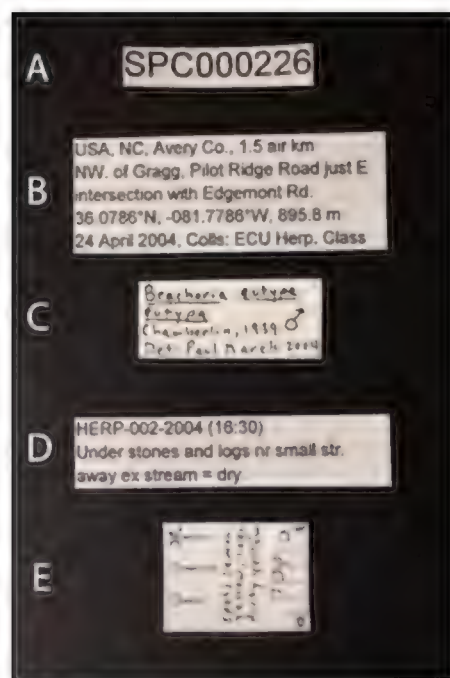 A
SPC000226
B
USA, NC, Avery Co., 1.5 air km
NW. of Gragg, Pilot Ridge Road just E
intersection with Edgemont Rd.
36.0786°N, -081.7786°W, 895.8 m
24 April 2004, Colls: ECU Herp. Class
C
Brachoria eutypa
eutypa
Chamberlin, 1939 ♂
Det. Paul Marek 2004
D
HERP-002-2004 (16:30)
Under stones and logs nr small str.
away ex stream = dry
E